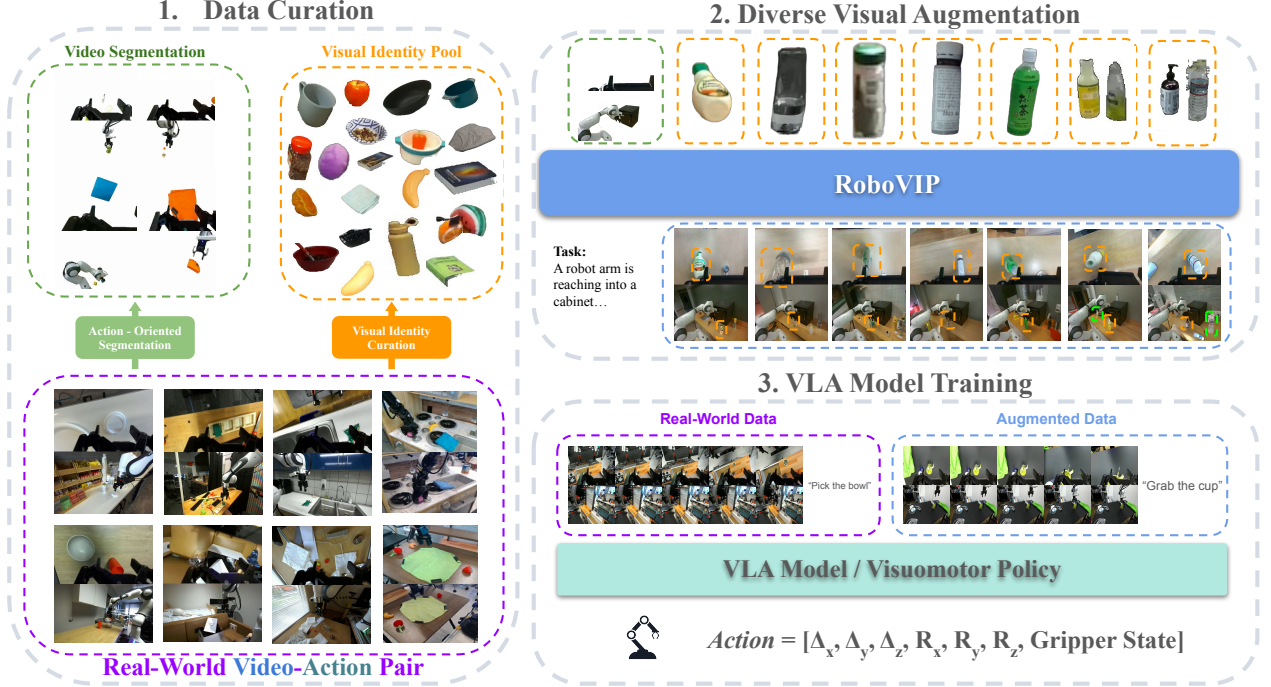 1. Data Curation
Video Segmentation
Visual Identity Pool
Action - Oriented
Segmentation
Visual Identity
Curation
Real-World Video-Action Pair
2. Diverse Visual Augmentation
RoboVIP
Task:
A robot arm is
reaching into a
cabinet…
3. VLA Model Training
Real-World Data
Augmented Data
“Pick the bowl”
“Grab the cup”
VLA Model / Visuomotor Policy
Action = [Δx, Δy, Δz, Rx, Ry, Rz, Gripper State]